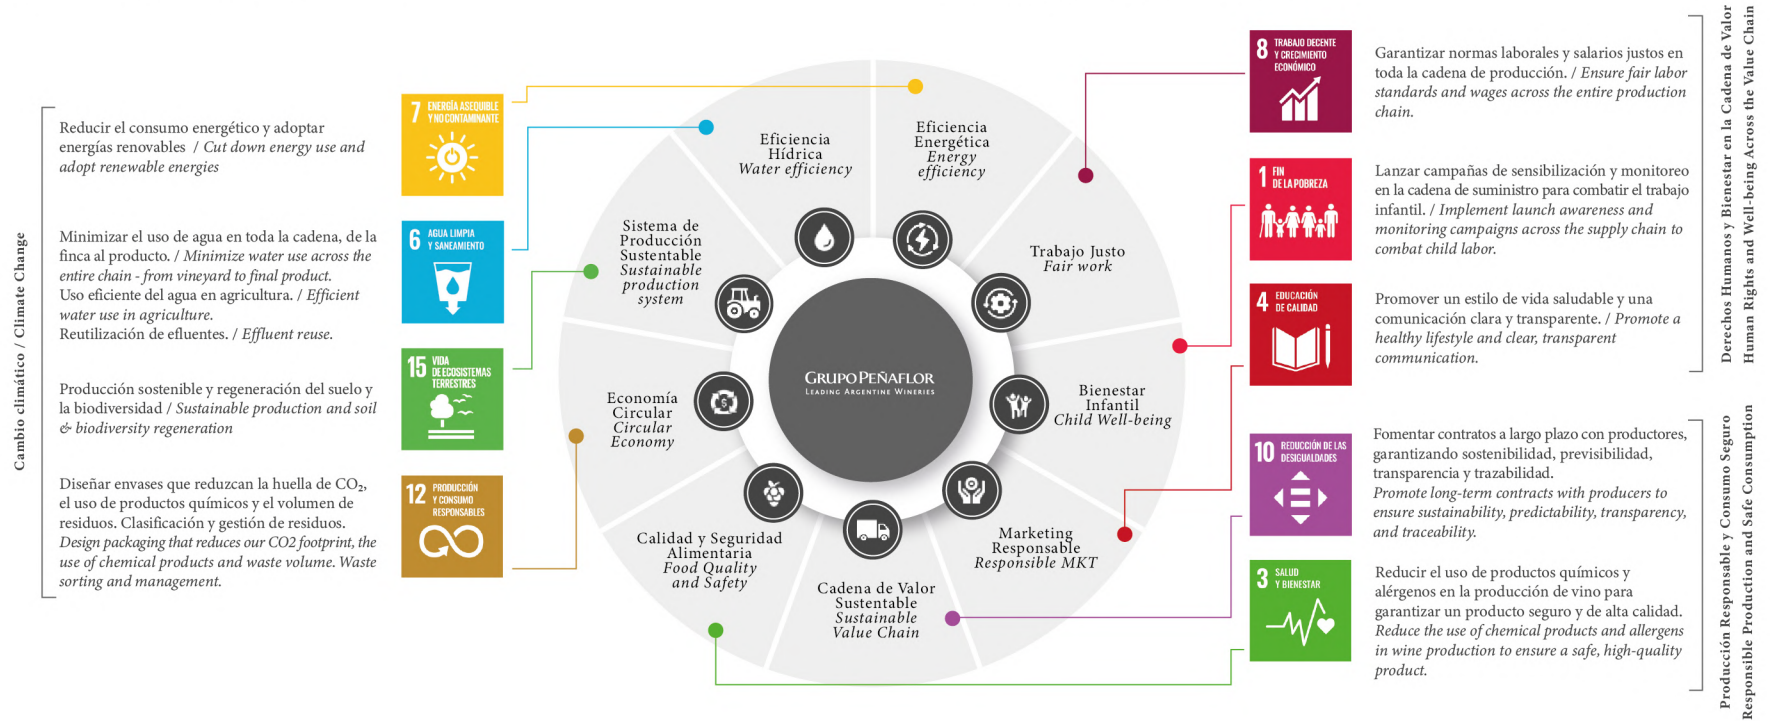 Cambio climático / Climate Change
Reducir el consumo energético y adoptar
energías renovables / Cut down energy use and
adopt renewable energies
Minimizar el uso de agua en toda la cadena, de la
finca al producto. / Minimize water use across the
entire chain - from vineyard to final product.
Uso eficiente del agua en agricultura. / Efficient
water use in agriculture.
Reutilización de efluentes. / Effluent reuse.
Producción sostenible y regeneración del suelo y
la biodiversidad / Sustainable production and soil
& biodiversity regeneration
Diseñar envases que reduzcan la huella de CO₂,
el uso de productos químicos y el volumen de
residuos. Clasificación y gestión de residuos.
Design packaging that reduces our CO2 footprint, the
use of chemical products and waste volume. Waste
sorting and management.
7 ENERGÍA ASEQUIBLE
Y NO CONTAMINANTE
6 AGUA LIMPIA
Y SANEAMIENTO
15 VIDA
DE ECOSISTEMAS
TERRESTRES
12 PRODUCCIÓN
Y CONSUMO
RESPONSABLES
Eficiencia
Hídrica
Water efficiency
Eficiencia
Energética
Energy
efficiency
Sistema de
Producción
Sustentable
Sustainable
production
system
Trabajo Justo
Fair work
Economía
Circular
Circular
Economy
GRUPO PEÑAFLOR
LEADING ARGENTINE WINERIES
Bienestar
Infantil
Child Well-being
Calidad y Seguridad
Alimentaria
Food Quality
and Safety
Cadena de Valor
Sustentable
Sustainable
Value Chain
Marketing
Responsable
Responsible MKT
8 TRABAJO DECENTE
Y CRECIMIENTO
ECONÓMICO
1 FIN
DE LA POBREZA
4 EDUCACIÓN
DE CALIDAD
10 REDUCCIÓN DE LAS
DESIGUALDADES
3 SALUD
Y BIENESTAR
Garantizar normas laborales y salarios justos en
toda la cadena de producción. / Ensure fair labor
standards and wages across the entire production
chain.
Lanzar campañas de sensibilización y monitoreo
en la cadena de suministro para combatir el trabajo
infantil. / Implement launch awareness and
monitoring campaigns across the supply chain to
combat child labor.
Promover un estilo de vida saludable y una
comunicación clara y transparente. / Promote a
healthy lifestyle and clear, transparent
communication.
Fomentar contratos a largo plazo con productores,
garantizando sostenibilidad, previsibilidad,
transparencia y trazabilidad.
Promote long-term contracts with producers to
ensure sustainability, predictability, transparency,
and traceability.
Reducir el uso de productos químicos y
alérgenos en la producción de vino para
garantizar un producto seguro y de alta calidad.
Reduce the use of chemical products and allergens
in wine production to ensure a safe, high-quality
product.
Derechos Humanos y Bienestar en la Cadena de Valor
Human Rights and Well-being Across the Value Chain
Producción Responsable y Consumo Seguro
Responsible Production and Safe Consumption